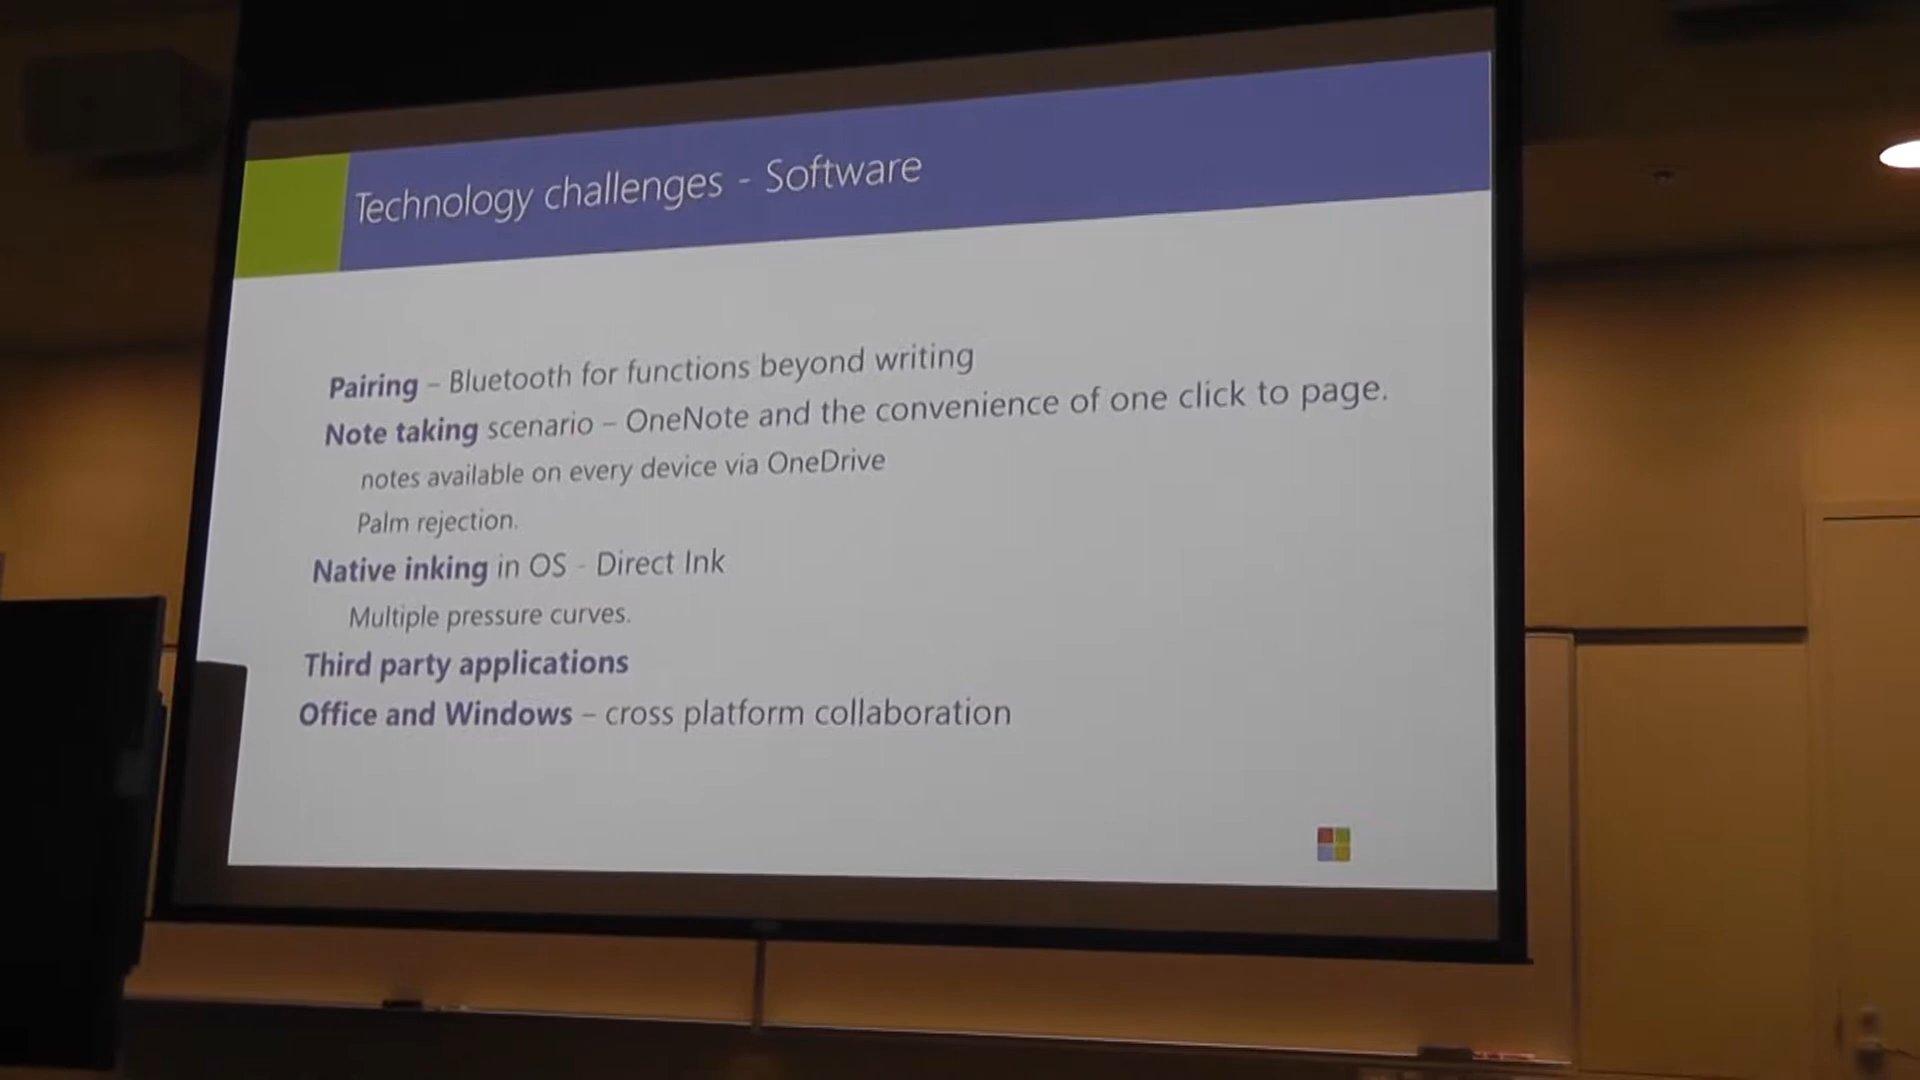 Technology challenges - Software
Pairing – Bluetooth for functions beyond writing
Note taking scenario – OneNote and the convenience of one click to page.
notes available on every device via OneDrive
Palm rejection.
Native inking in OS - Direct Ink
Multiple pressure curves.
Third party applications
Office and Windows – cross platform collaboration